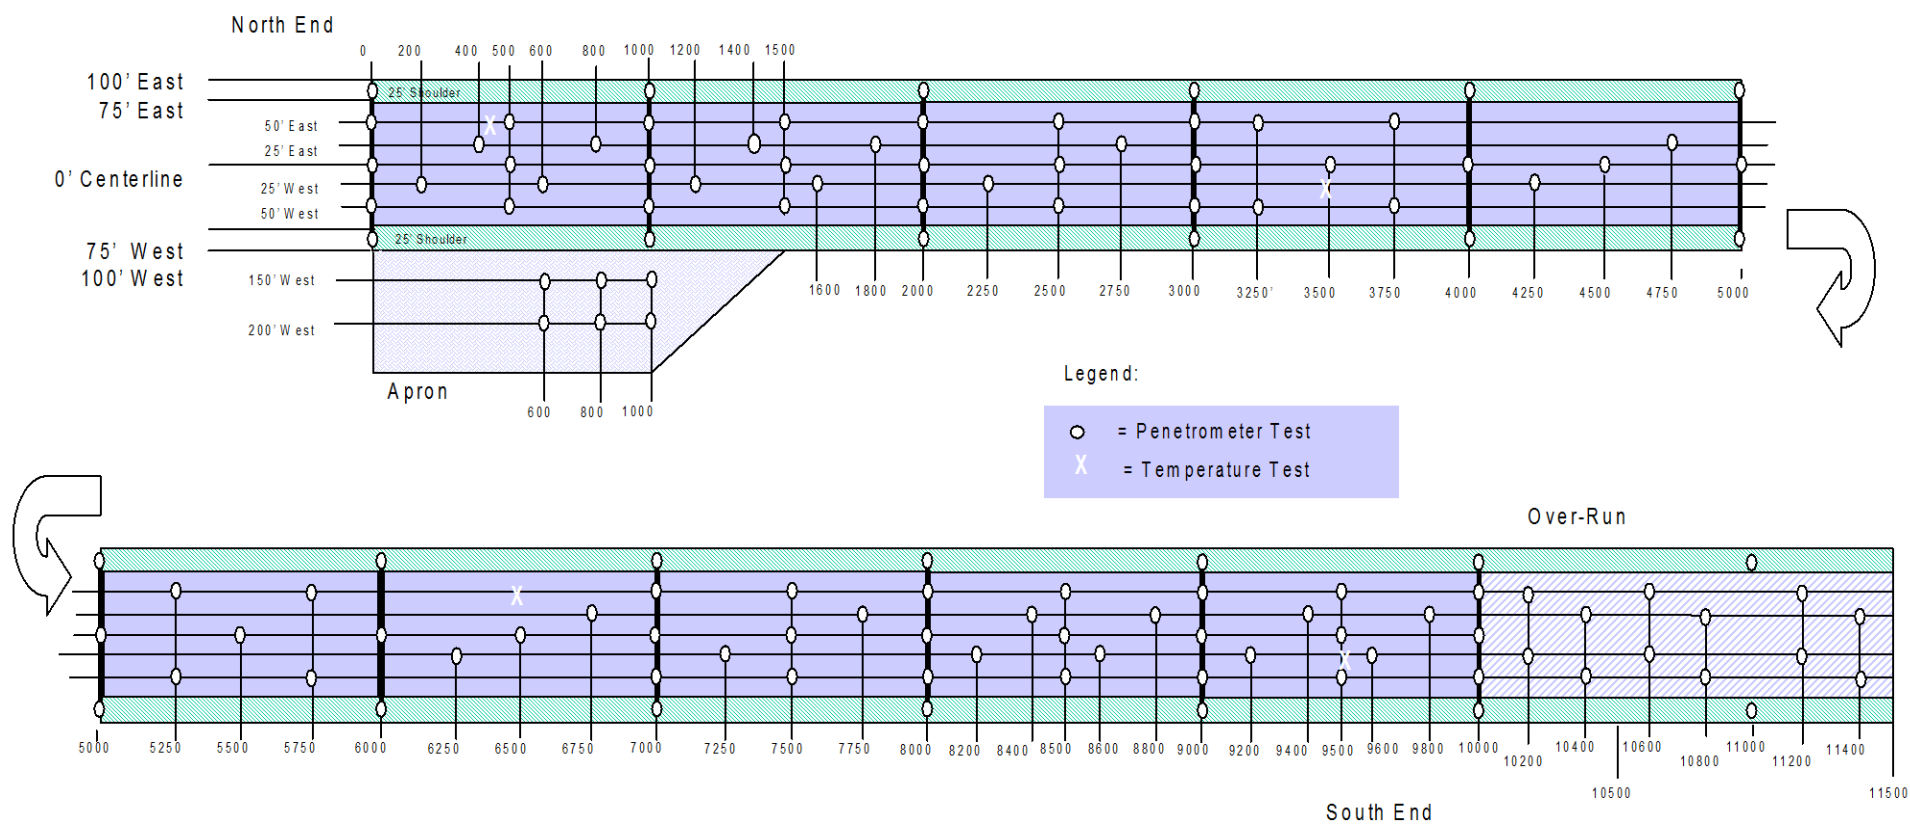 North End
0 200 400 500 600 800 1000 1200 1400 1500
100' East
25' Shoulder
75' East
50' East
25' East
0' Centerline
25' West
50' West
25' Shoulder
75' West
100' West
150' West
1600 1800 2000 2250 2500 2750 3000 3250' 3500 3750 4000 4250 4500 4750 5000
200' West
Apron
600 800 1000
Legend:
= Penetrometer Test
X = Temperature Test
Over-Run
5000 5250 5500 5750 6000 6250 6500 6750 7000 7250 7500 7750 8000 8200 8400 8500 8600 8800 9000 9200 9400 9500 9600 9800 10000 10400 10600 11000 11400
10200 10800 11200
10500 11500
South End